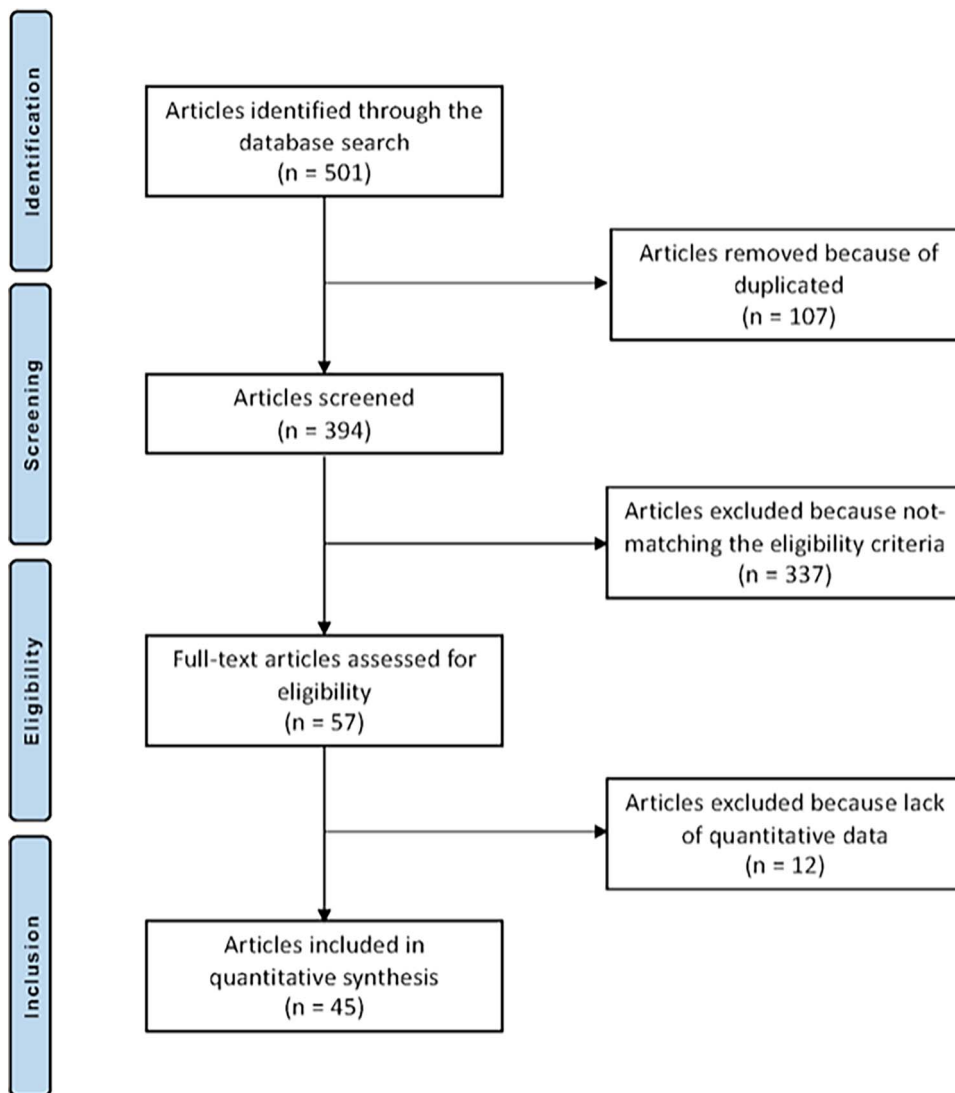 Identification
Articles identified through the
database search
(n = 501)
Articles removed because of
duplicated
(n = 107)
Screening
Articles screened
(n = 394)
Articles excluded because not-
matching the eligibility criteria
(n = 337)
Eligibility
Full-text articles assessed for
eligibility
(n = 57)
Articles excluded because lack
of quantitative data
(n = 12)
Inclusion
Articles included in
quantitative synthesis
(n = 45)